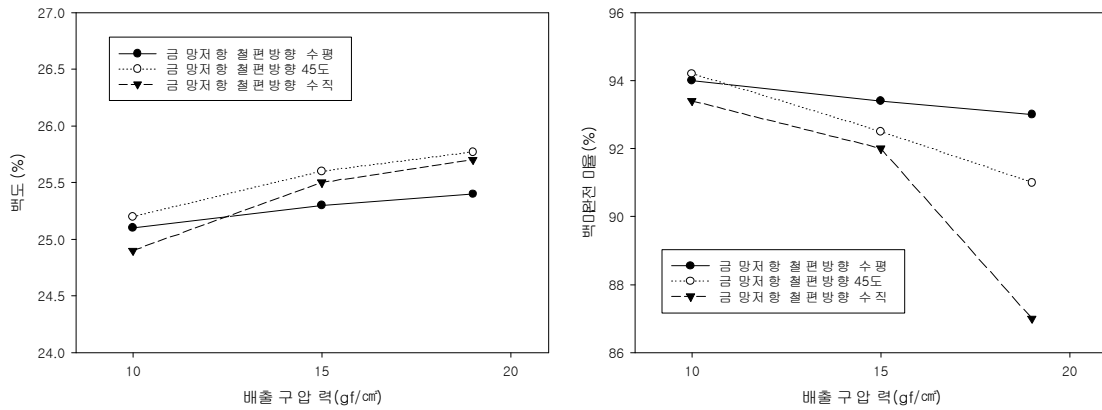 27.0
26.5
26.0
25.5
25.0
24.5
24.0
백도 (%)
금 망저항 철편방향 수평
금 망저항 철편방향 45도
금 망저항 철편방향 수직
10
15
20
배출 구압 력(gf/㎠)
96
94
92
90
88
86
백미완전 미율(%)
금 망저항 철편방향 수평
금 망저항 철편방향 45도
금 망저항 철편방향 수직
10
15
20
배출 구압 력(gf/㎠)